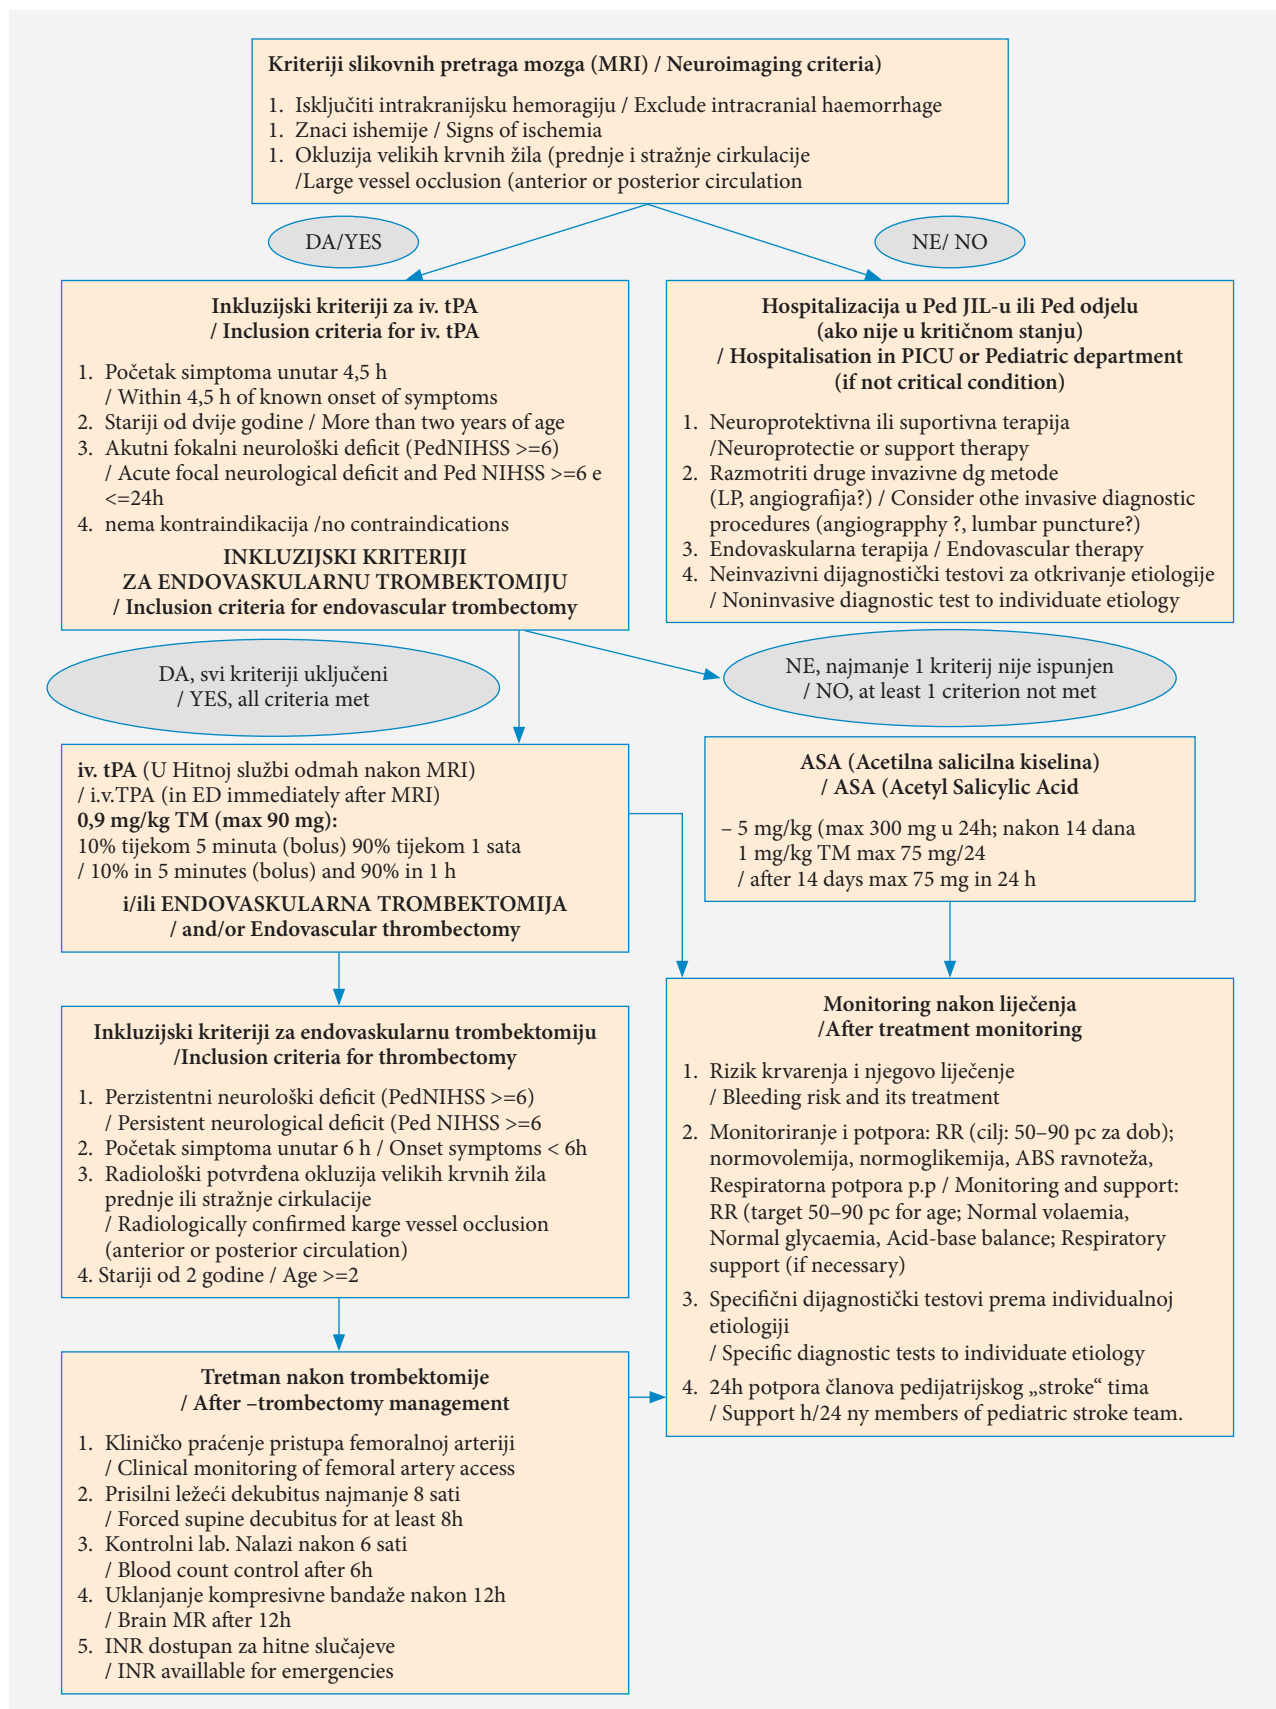 Kriteriji slikovnih pretraga mozga (MRI) / Neuroimaging criteria)
1. Isključiti intrakranijsku hemoragiju / Exclude intracranial haemorrhage
1. Znaci ishemije / Signs of ischemia
1. Okluzija velikih krvnih žila (prednje i stražnje cirkulacije
/Large vessel occlusion (anterior or posterior circulation
DA/YES
NE/ NO
Inkluzijski kriteriji za iv. tPA
/ Inclusion criteria for iv. tPA
1. Početak simptoma unutar 4,5 h
/ Within 4,5 h of known onset of symptoms
2. Stariji od dvije godine / More than two years of age
3. Akutni fokalni neurološki deficit (PedNIHSS >=6)
/ Acute focal neurological deficit and Ped NIHSS >=6 e
<=24h
4. nema kontraindikacija /no contraindications
INKLUZIJSKI KRITERIJI
ZA ENDOVASKULARNU TROMBEKTOMIJU
/ Inclusion criteria for endovascular trombectomy
Hospitalizacija u Ped JIL-u ili Ped odjelu
(ako nije u kritičnom stanju)
/ Hospitalisation in PICU or Pediatric department
(if not critical condition)
1. Neuroprotektivna ili suportivna terapija
/Neuroprotectie or support therapy
2. Razmotriti druge invazivne dg metode
(LP, angiografija?) / Consider othe invasive diagnostic
procedures (angiograpphy ?, lumbar puncture?)
3. Endovaskularna terapija / Endovascular therapy
4. Neinvazivni dijagnostički testovi za otkrivanje etiologije
/ Noninvasive diagnostic test to individuate etiology
DA, svi kriteriji uključeni
/ YES, all criteria met
NE, najmanje 1 kriterij nije ispunjen
/ NO, at least 1 criterion not met
iv. tPA (U Hitnoj službi odmah nakon MRI)
/ i.v.TPA (in ED immediately after MRI)
0,9 mg/kg TM (max 90 mg):
10% tijekom 5 minuta (bolus) 90% tijekom 1 sata
/ 10% in 5 minutes (bolus) and 90% in 1 h
i/ili ENDOVASKULARNA TROMBEKTOMIJA
/ and/or Endovascular thrombectomy
ASA (Acetilna salicilna kiselina)
/ ASA (Acetyl Salicylic Acid
– 5 mg/kg (max 300 mg u 24h; nakon 14 dana
1 mg/kg TM max 75 mg/24
/ after 14 days max 75 mg in 24 h
Inkluzijski kriteriji za endovaskularnu trombektomiju
/Inclusion criteria for thrombectomy
1. Perzistentni neurološki deficit (PedNIHSS >=6)
/ Persistent neurological deficit (Ped NIHSS >=6
2. Početak simptoma unutar 6 h / Onset symptoms < 6h
3. Radiološki potvrđena okluzija velikih krvnih žila
prednje ili stražnje cirkulacije
/ Radiologically confirmed karge vessel occlusion
(anterior or posterior circulation)
4. Stariji od 2 godine / Age >=2
Monitoring nakon liječenja
/After treatment monitoring
1. Rizik krvarenja i njegovo liječenje
/ Bleeding risk and its treatment
2. Monitoriranje i potpora: RR (cilj: 50–90 pc za dob);
normovolemija, normoglikemija, ABS ravnoteža,
Respiratorna potpora p.p / Monitoring and support:
RR (target 50–90 pc for age; Normal volaemia,
Normal glycaemia, Acid-base balance; Respiratory
support (if necessary)
3. Specifični dijagnostički testovi prema individualnoj
etiologiji
/ Specific diagnostic tests to individuate etiology
4. 24h potpora članova pedijatrijskog „stroke“ tima
/ Support h/24 ny members of pediatric stroke team.
Tretman nakon trombektomije
/ After –trombectomy management
1. Kliničko praćenje pristupa femoralnoj arteriji
/ Clinical monitoring of femoral artery access
2. Prisilni ležeći dekubitus najmanje 8 sati
/ Forced supine decubitus for at least 8h
3. Kontrolni lab. Nalazi nakon 6 sati
/ Blood count control after 6h
4. Uklanjanje kompresivne bandaže nakon 12h
/ Brain MR after 12h
5. INR dostupan za hitne slučajeve
/ INR availlable for emergencies